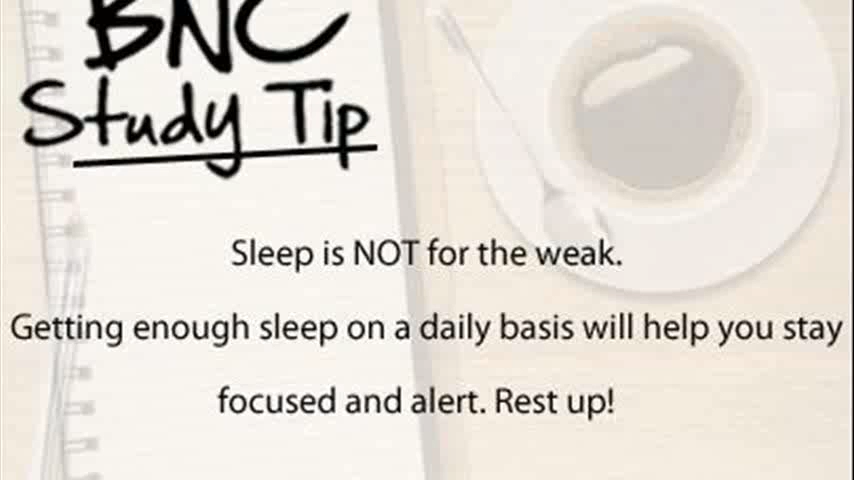 BNC
Study Tip
Sleep is NOT for the weak.
Getting enough sleep on a daily basis will help you stay
focused and alert. Rest up!